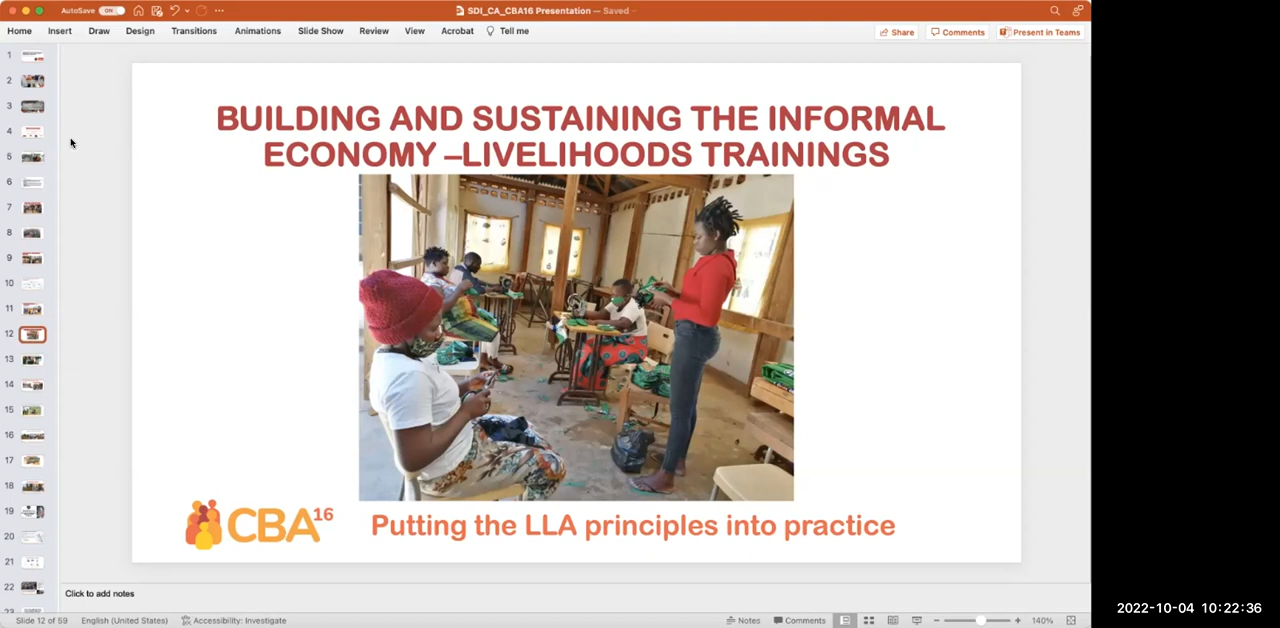 AutoSave ON
SDI_CA_CBA16 Presentation — Saved
Home Insert Draw Design Transitions Animations Slide Show Review View Acrobat Tell me
Share Comments Present in Teams
1
2
3
4
5
6
7
8
9
10
11
12
13
14
15
16
17
18
19
20
21
22
23
BUILDING AND SUSTAINING THE INFORMAL
ECONOMY –LIVELIHOODS TRAININGS
CBA16
Putting the LLA principles into practice
Click to add notes
Slide 12 of 59 English (United States) Accessibility: Investigate Notes Comments 140%
2022-10-04 10:22:36